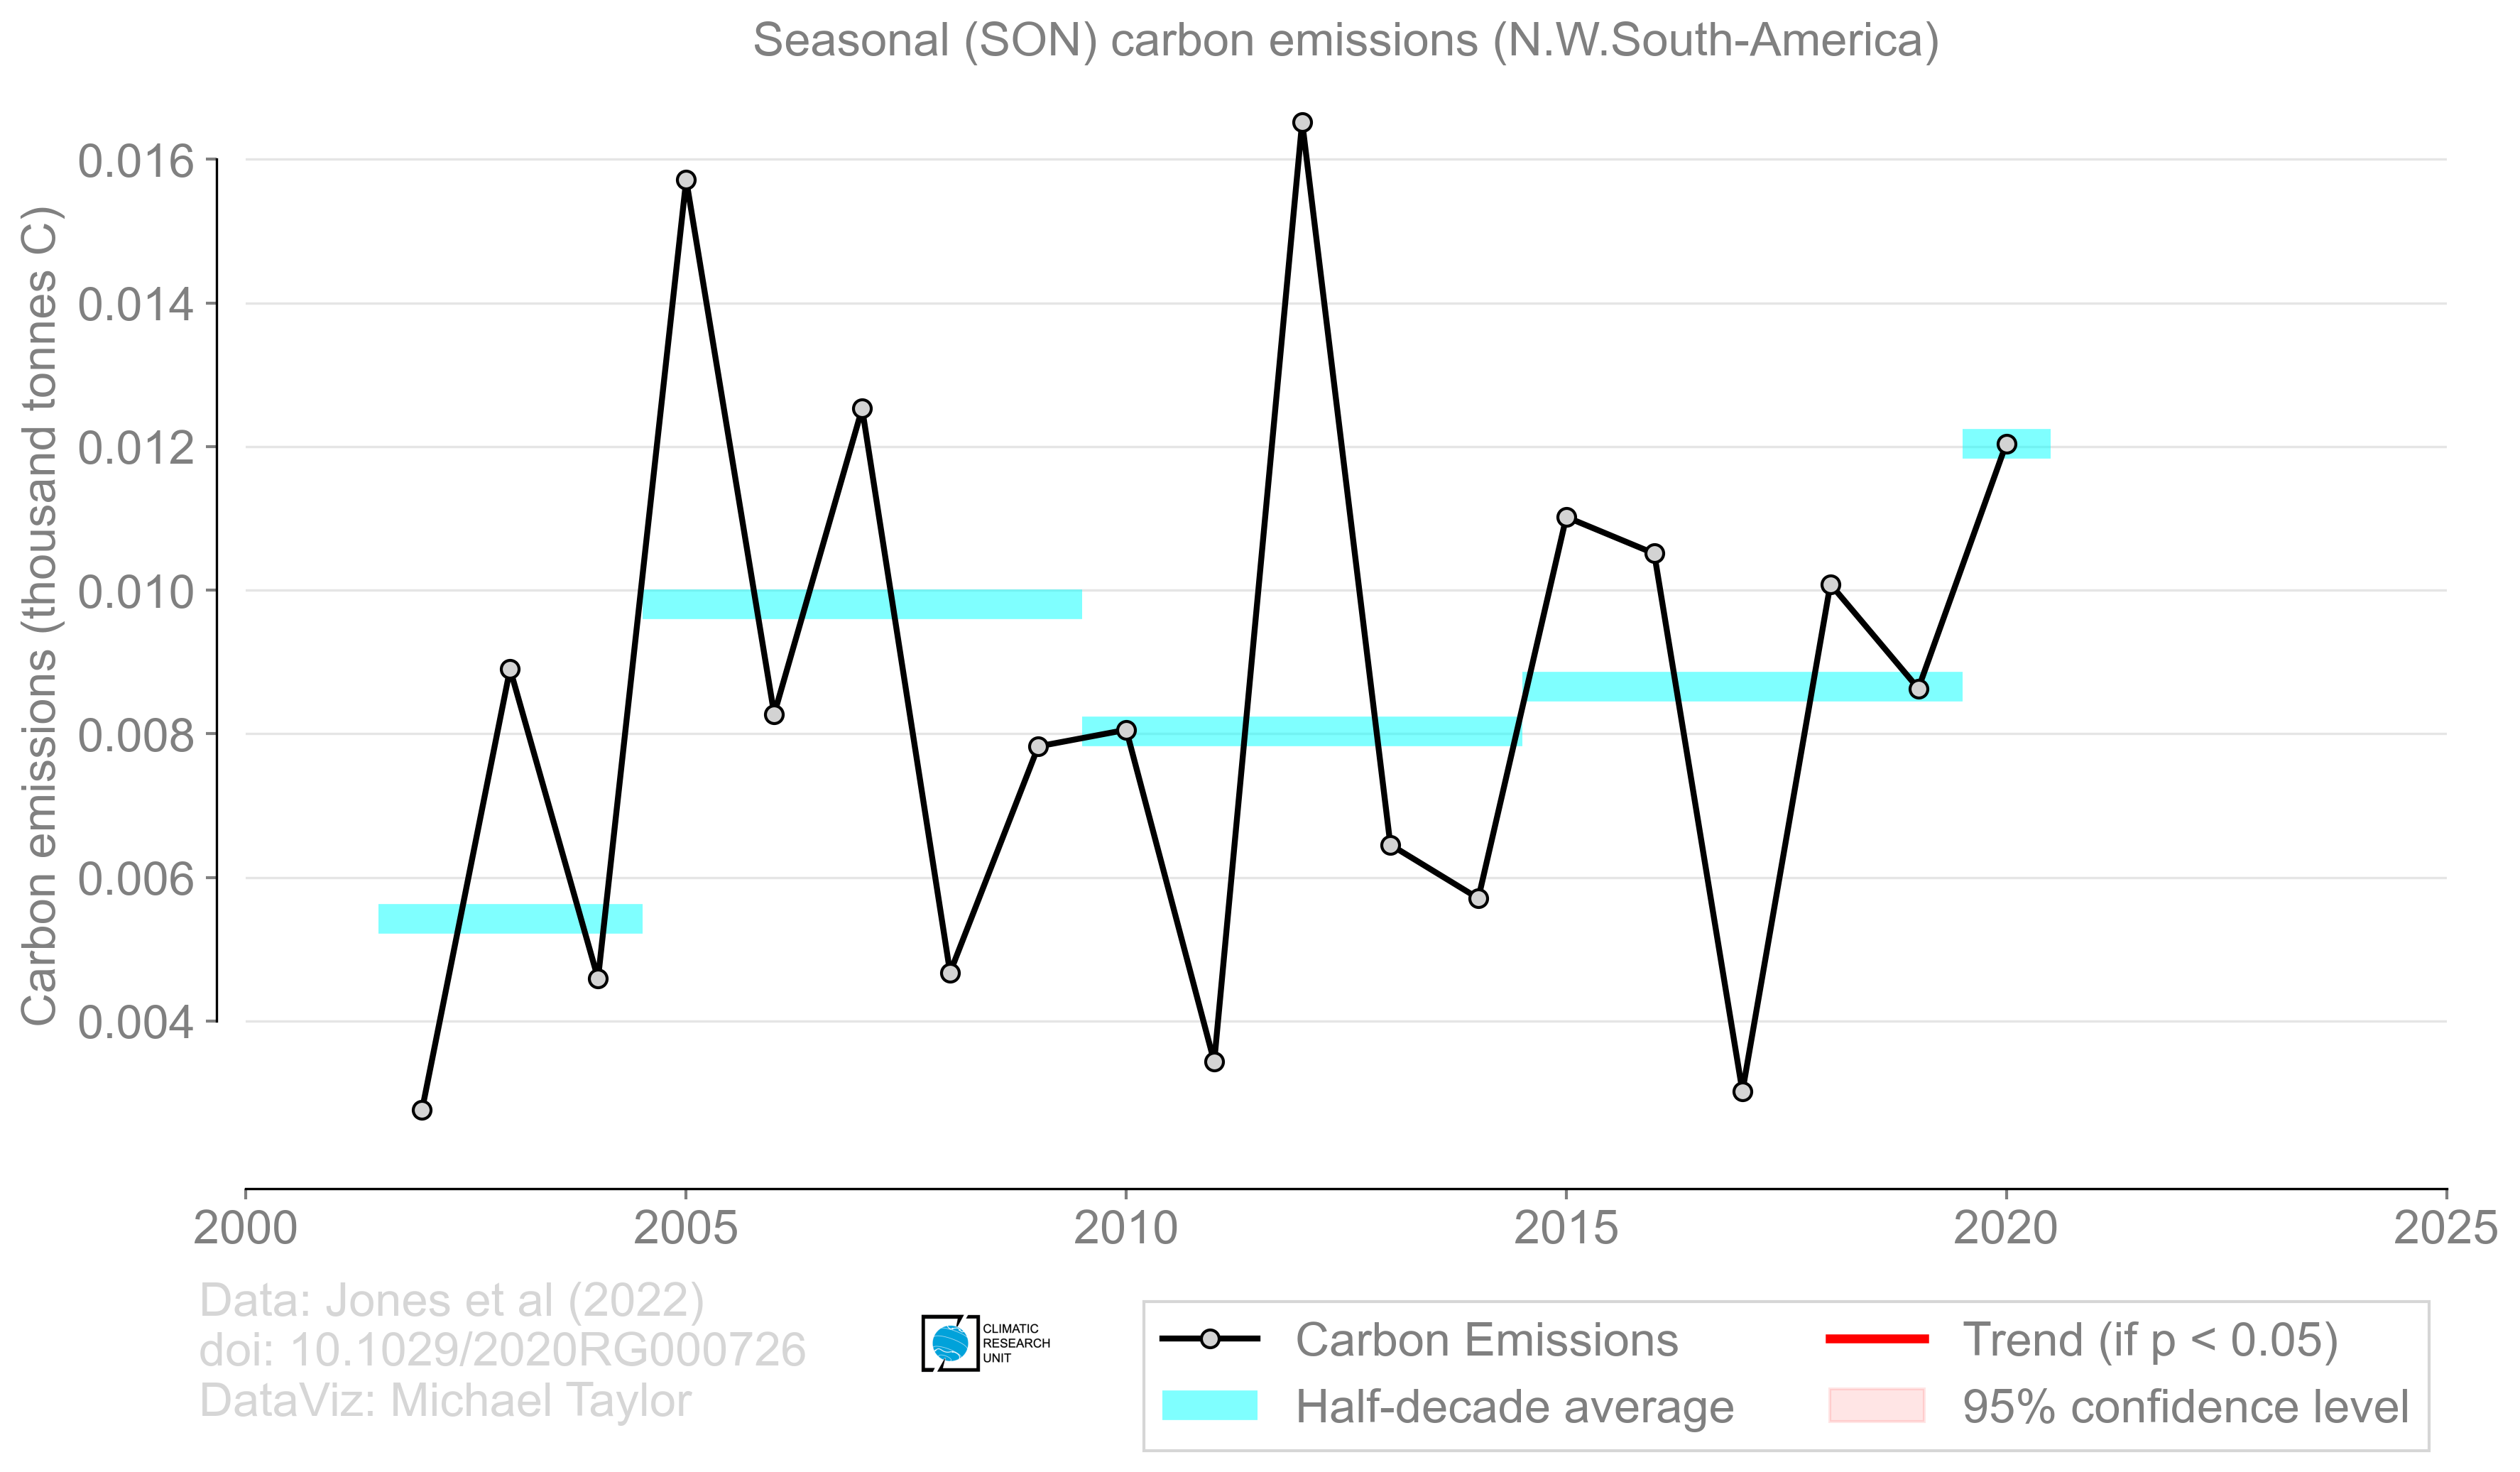 Seasonal (SON) carbon emissions (N.W.South-America)
Carbon emissions (thousand tonnes C)
0.016
0.014
0.012
0.010
0.008
0.006
0.004
2000
2005
2010
2015
2020
2025
Data: Jones et al (2022)
doi: 10.1029/2020RG000726
DataViz: Michael Taylor
CLIMATIC
RESEARCH
UNIT
Carbon Emissions
Half-decade average
Trend (if p < 0.05)
95% confidence level